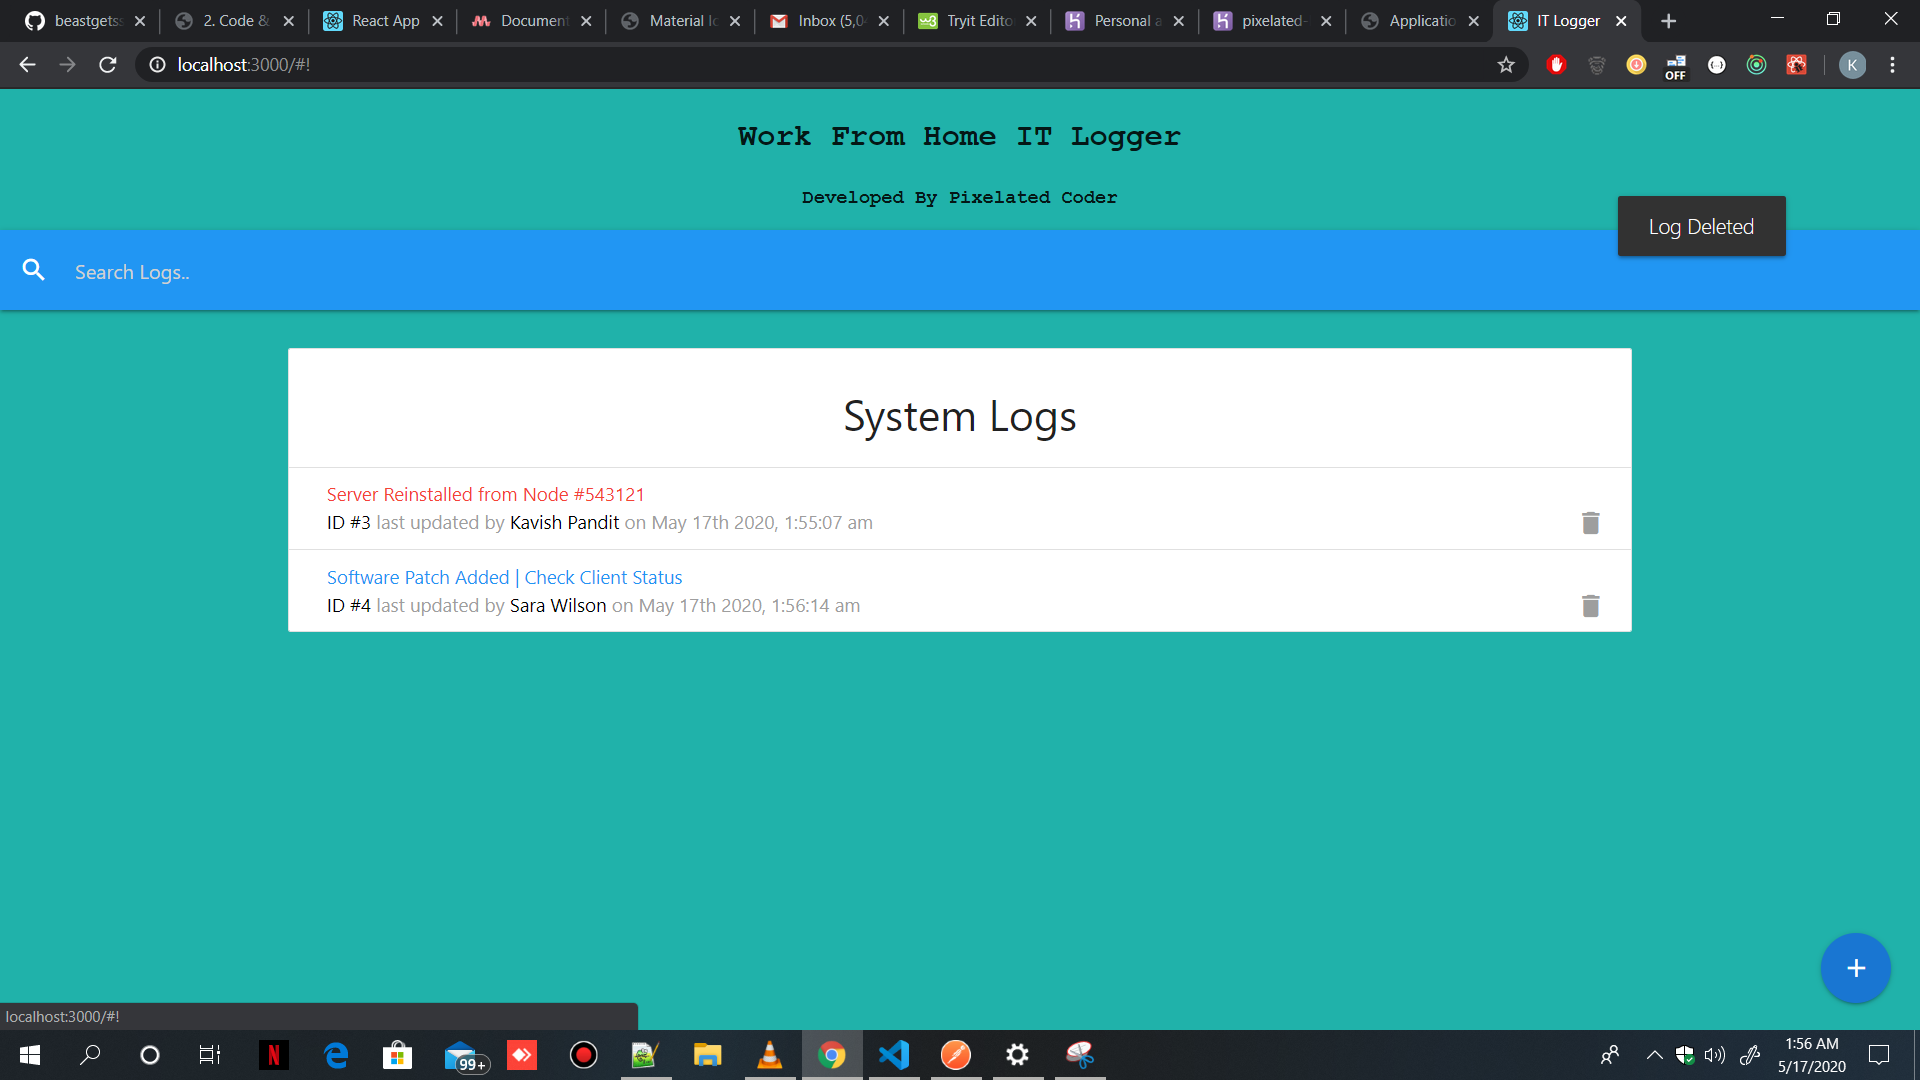 beastgets
2. Code &
React App
Document
Material Ic
Inbox (5,0
Tryit Edito
Personal a
pixelated-
Applicatio
IT Logger
localhost:3000/#!
OFF
K
Work From Home IT Logger
Developed By Pixelated Coder
Log Deleted
Search Logs..
System Logs
Server Reinstalled from Node #543121
ID #3 last updated by Kavish Pandit on May 17th 2020, 1:55:07 am
Software Patch Added | Check Client Status
ID #4 last updated by Sara Wilson on May 17th 2020, 1:56:14 am
+
localhost:3000/#!
N
99+
1:56 AM
5/17/2020